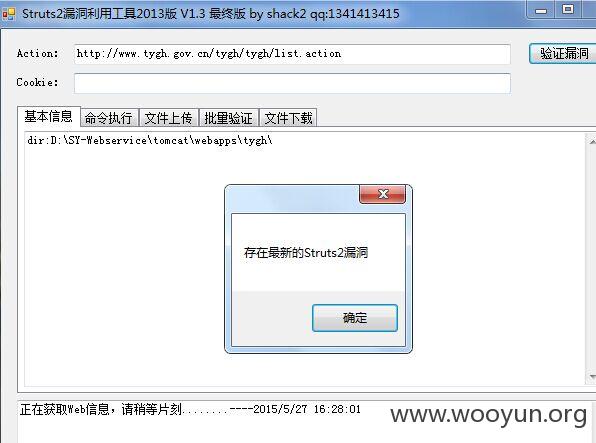 Struts2漏洞利用工具2013版 V1.3 最终版 by shack2 qq:1341413415
Action: http://www.tygh.gov.cn/tygh/tygh/list.action 验证漏洞
Cookie:
基本信息 命令执行 文件上传 批量验证 文件下载
dir:D:\SY-Webservice\tomcat\webapps\tygh\
存在最新的Struts2漏洞
确定
正在获取Web信息，请稍等片刻........----2015/5/27 16:28:01
www.wooyun.org